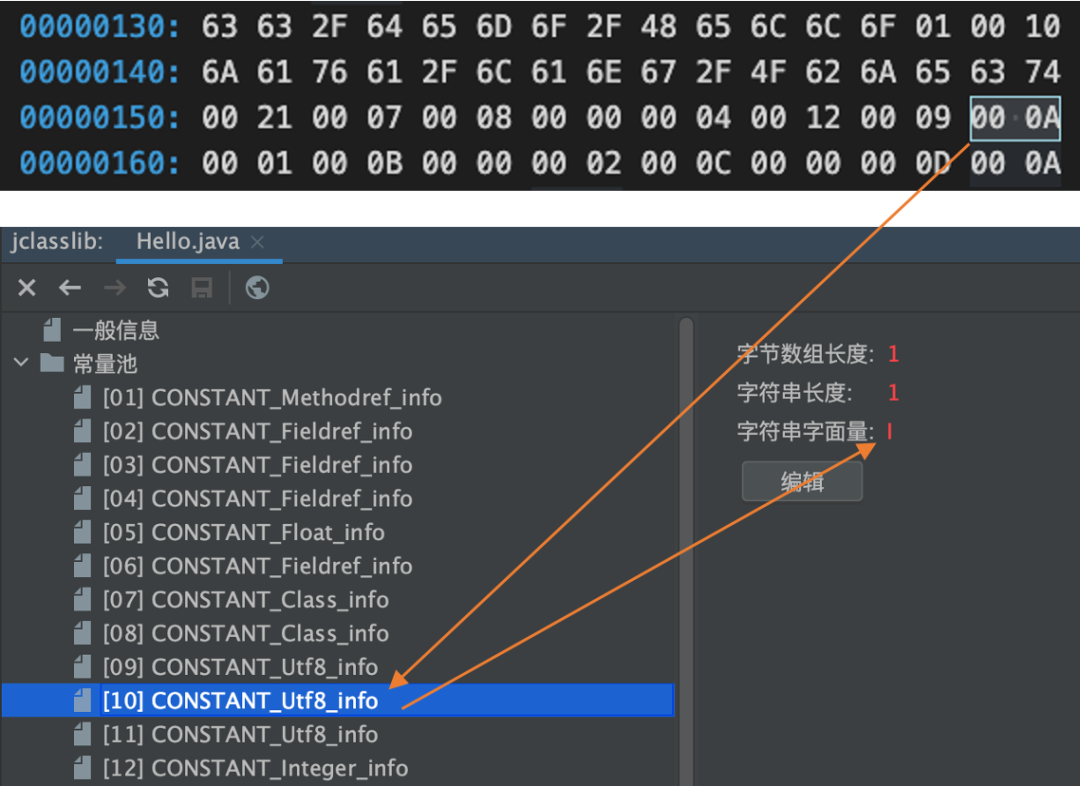 00000130: 63 63 2F 64 65 6D 6F 2F 48 65 6C 6C 6F 01 00 10
00000140: 6A 61 76 61 2F 6C 61 6E 67 2F 4F 62 6A 65 63 74
00000150: 00 21 00 07 00 08 00 00 00 04 00 12 00 09 00 0A
00000160: 00 01 00 0B 00 00 00 02 00 0C 00 00 00 0D 00 0A
jclasslib: Hello.java
一般信息
常量池
[01] CONSTANT_Methodref_info
[02] CONSTANT_Fieldref_info
[03] CONSTANT_Fieldref_info
[04] CONSTANT_Fieldref_info
[05] CONSTANT_Float_info
[06] CONSTANT_Fieldref_info
[07] CONSTANT_Class_info
[08] CONSTANT_Class_info
[09] CONSTANT_Utf8_info
[10] CONSTANT_Utf8_info
[11] CONSTANT_Utf8_info
[12] CONSTANT_Integer_info
字节数组长度: 1
字符串长度: 1
字符串字面量: I
编辑